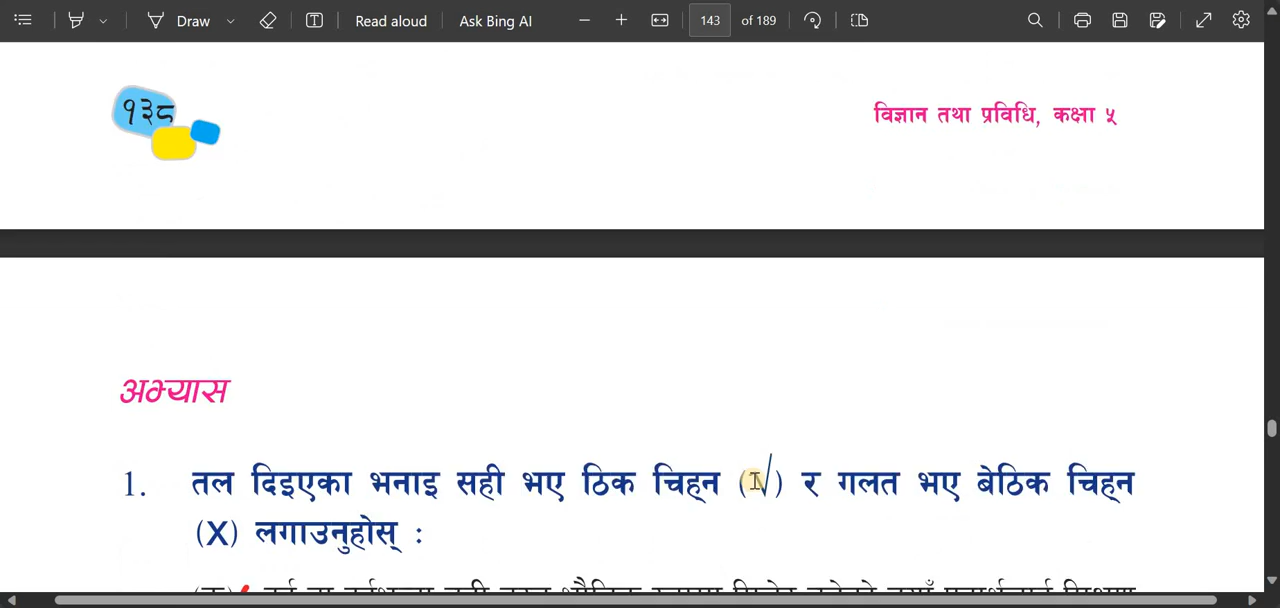 Draw Read aloud Ask Bing AI 143 of 189
१३८
विज्ञान तथा प्रविधि, कक्षा ५
अभ्यास
1. तल दिइएका भनाइ सही भए ठिक चिह्न (√) र गलत भए बेठिक चिह्न
(X) लगाउनुहोस् :